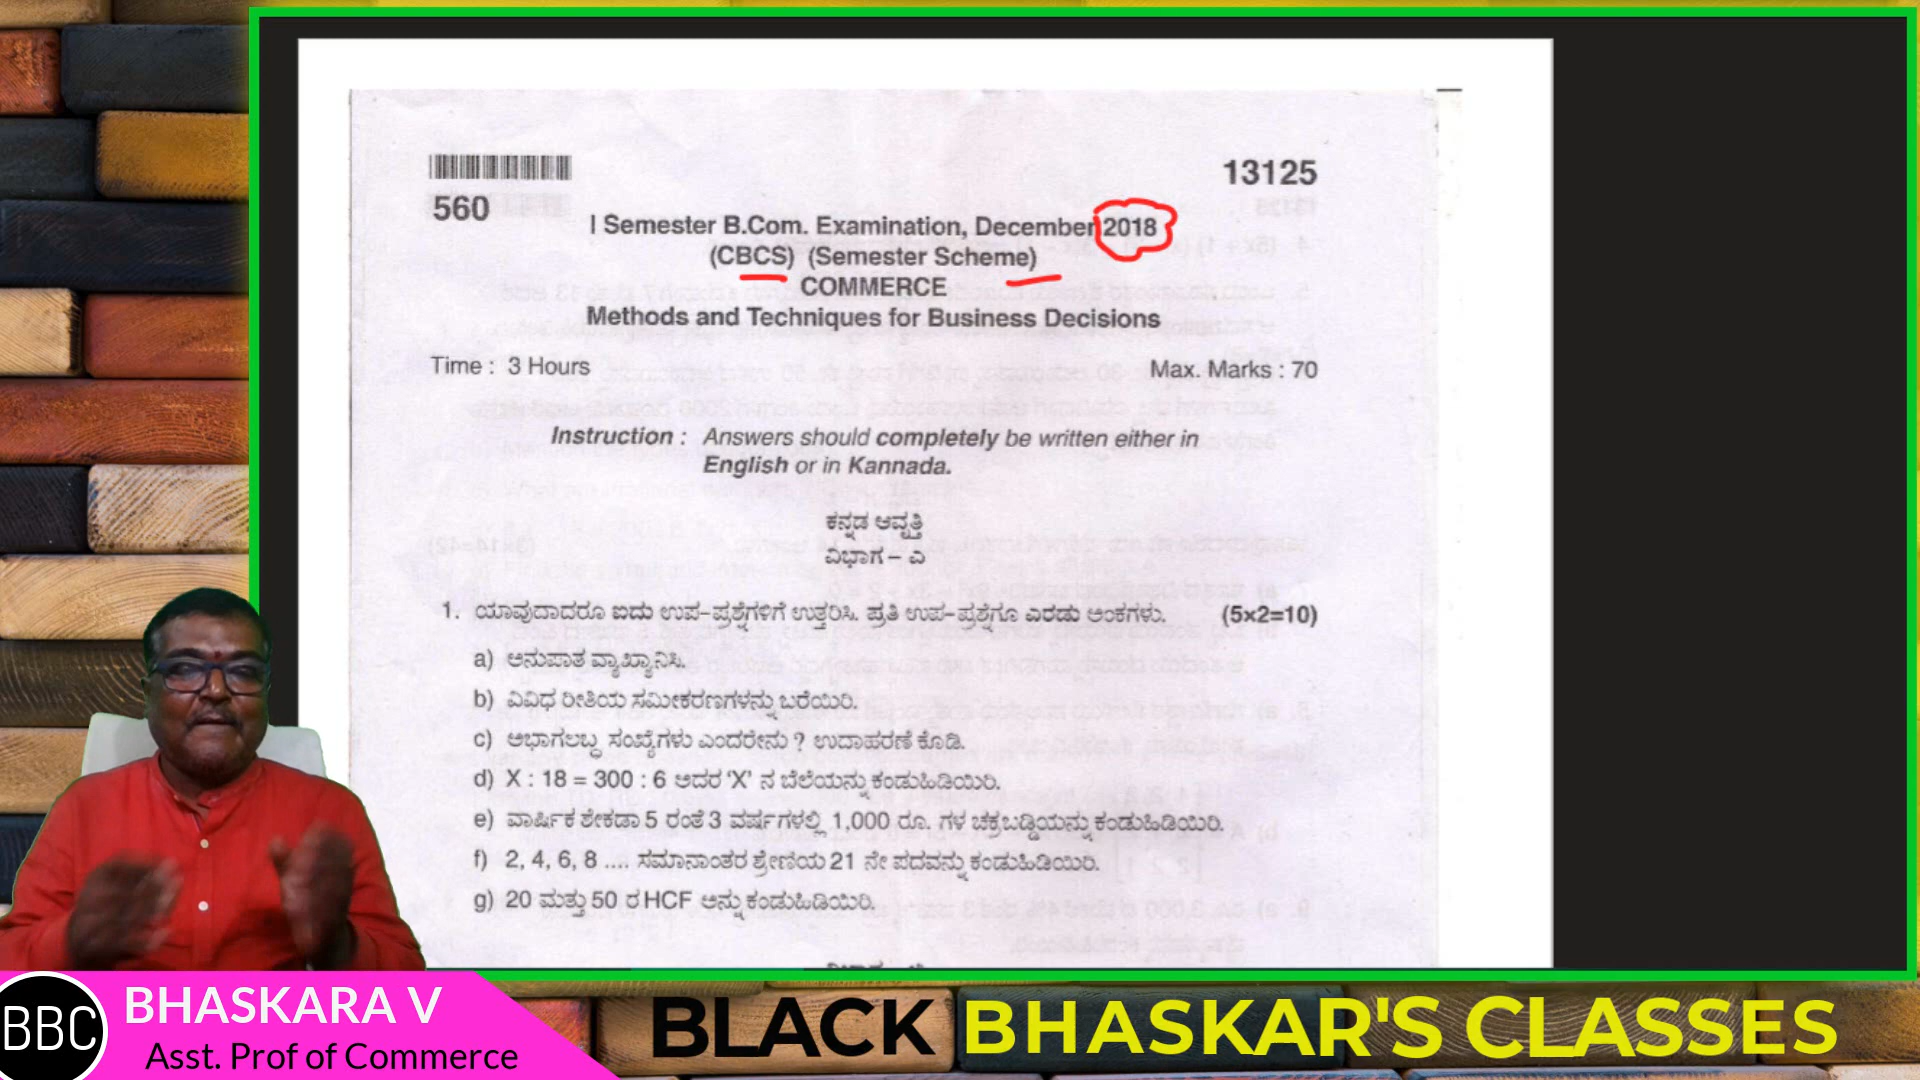 13125
560
I Semester B.Com. Examination, December 2018
(CBCS) (Semester Scheme)
COMMERCE
Methods and Techniques for Business Decisions
Time : 3 Hours Max. Marks : 70
Instruction : Answers should completely be written either in
English or in Kannada.
ಕನ್ನಡ ಆವೃತ್ತಿ
ವಿಭಾಗ – ಎ
1. ಯಾವುದಾದರೂ ಐದು ಉಪ-ಪ್ರಶ್ನೆಗಳಿಗೆ ಉತ್ತರಿಸಿ. ಪ್ರತಿ ಉಪ-ಪ್ರಶ್ನೆಗೂ ಎರಡು ಅಂಕಗಳು. (5x2=10)
a) ಅನುಪಾತ ವ್ಯಾಖ್ಯಾನಿಸಿ.
b) ವಿವಿಧ ರೀತಿಯ ಸಮೀಕರಣಗಳನ್ನು ಬರೆಯಿರಿ.
c) ಅಭಾಗಲಬ್ಧ ಸಂಖ್ಯೆಗಳು ಎಂದರೇನು ? ಉದಾಹರಣೆ ಕೊಡಿ.
d) X : 18 = 300 : 6 ಆದರ ‘X’ ನ ಬೆಲೆಯನ್ನು ಕಂಡುಹಿಡಿಯಿರಿ.
e) ವಾರ್ಷಿಕ ಶೇಕಡಾ 5 ರಂತೆ 3 ವರ್ಷಗಳಲ್ಲಿ 1,000 ರೂ. ಗಳ ಚಕ್ರಬಡ್ಡಿಯನ್ನು ಕಂಡುಹಿಡಿಯಿರಿ.
f) 2, 4, 6, 8 .... ಸಮಾನಾಂತರ ಶ್ರೇಣಿಯ 21 ನೇ ಪದವನ್ನು ಕಂಡುಹಿಡಿಯಿರಿ.
g) 20 ಮತ್ತು 50 ರ HCF ಅನ್ನು ಕಂಡುಹಿಡಿಯಿರಿ.
BBC
BHASKARA V
Asst. Prof of Commerce
BLACK BHASKAR'S CLASSES